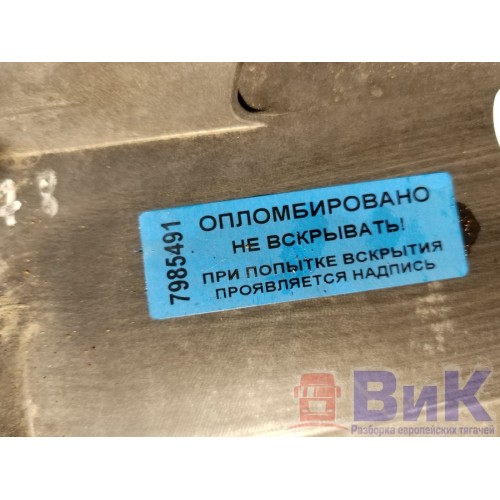 7985491
ОПЛОМБИРОВАНО
НЕ ВСКРЫВАТЬ!
ПРИ ПОПЫТКЕ ВСКРЫТИЯ
ПРОЯВЛЯЕТСЯ НАДПИСЬ
ВиК
Разборка европейских тягачей